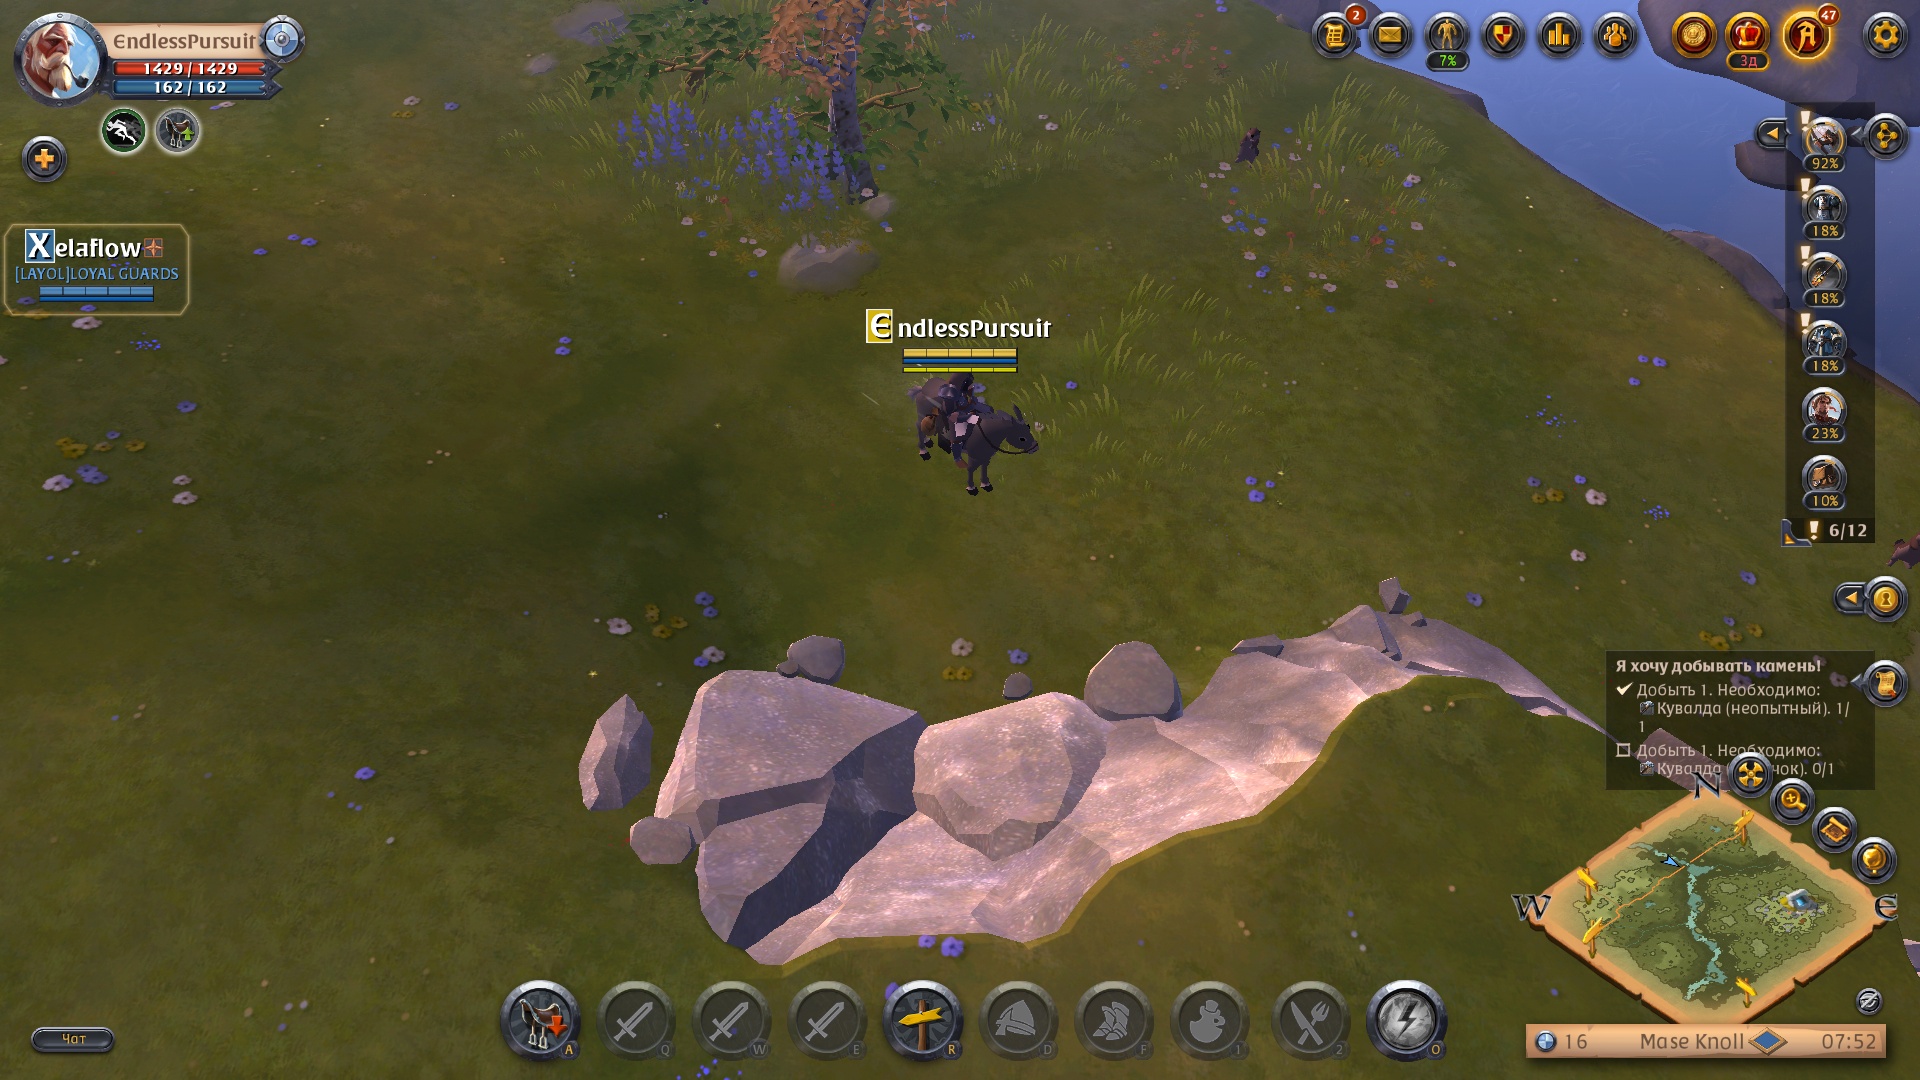 EndlessPursuit
1429 / 1429
162 / 162
2
7%
3д
47
92%
18%
18%
18%
23%
10%
6/12
Xelaflow
[LAYOL]LOYAL GUARDS
EndlessPursuit
Я хочу добывать камень!
Добыть 1. Необходимо:
Кувалда (неопытный). 1/
1
Добыть 1. Необходимо:
Кувалда чок). 0/1
N
W
E
Чат
A
Q
W
E
R
D
F
1
2
O
16
Mase Knoll
07:52